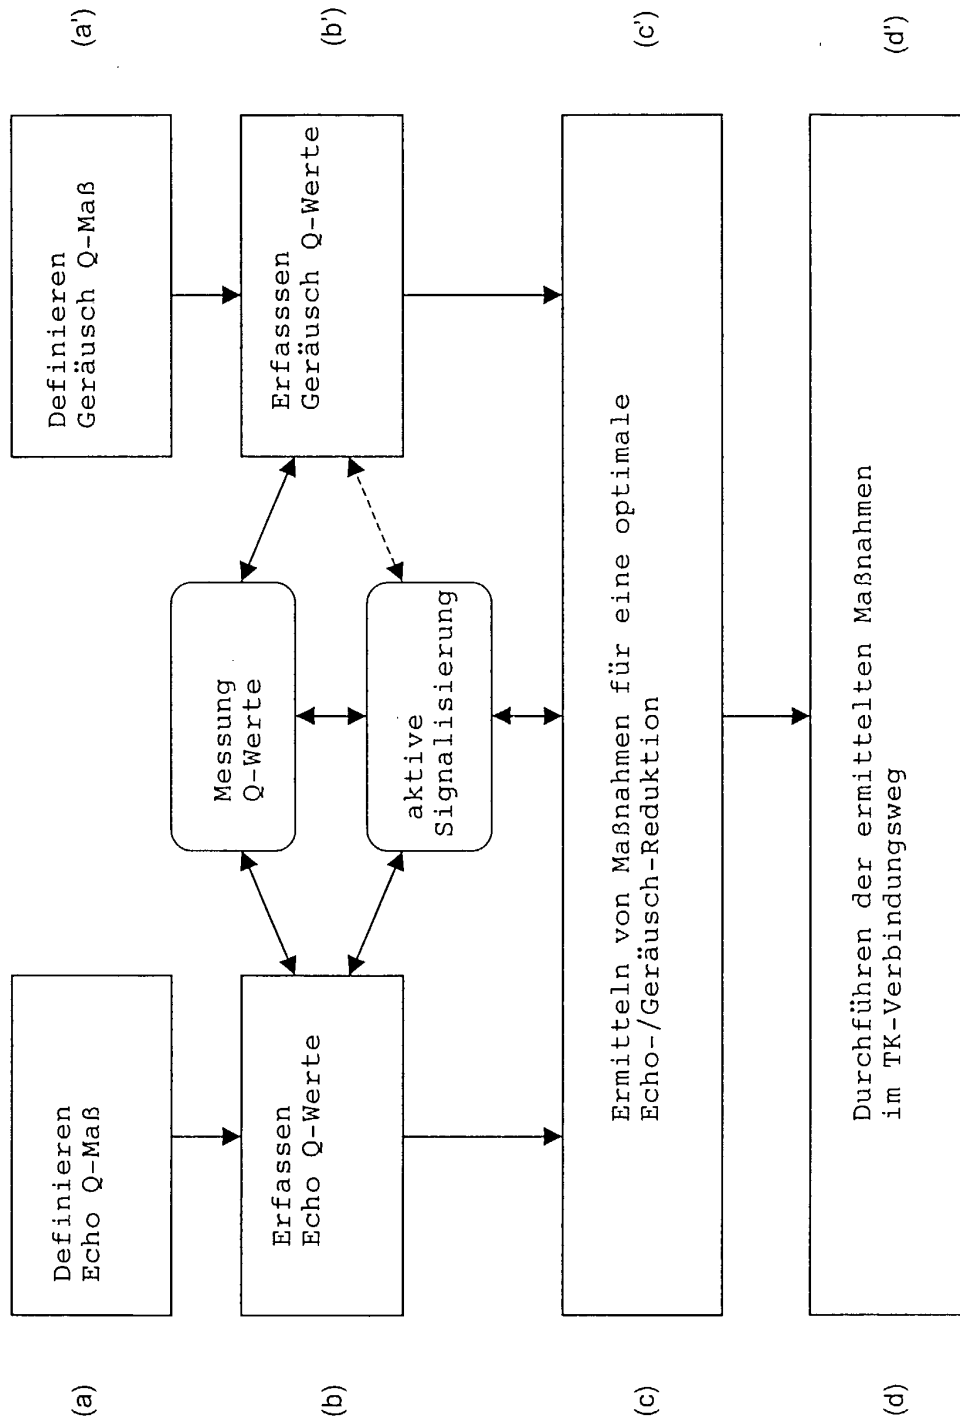 (a)
Definieren
Echo Q-Maß
Definieren
Geräusch Q-Maß
(a')
Messung
Q-Werte
(b)
Erfassen
Echo Q-Werte
Erfasssen
Geräusch Q-Werte
(b')
aktive
Signalisierung
(c)
Ermitteln von Maßnahmen für eine optimale
Echo-/Geräusch-Reduktion
(c')
(d)
Durchführen der ermittelten Maßnahmen
im TK-Verbindungsweg
(d')